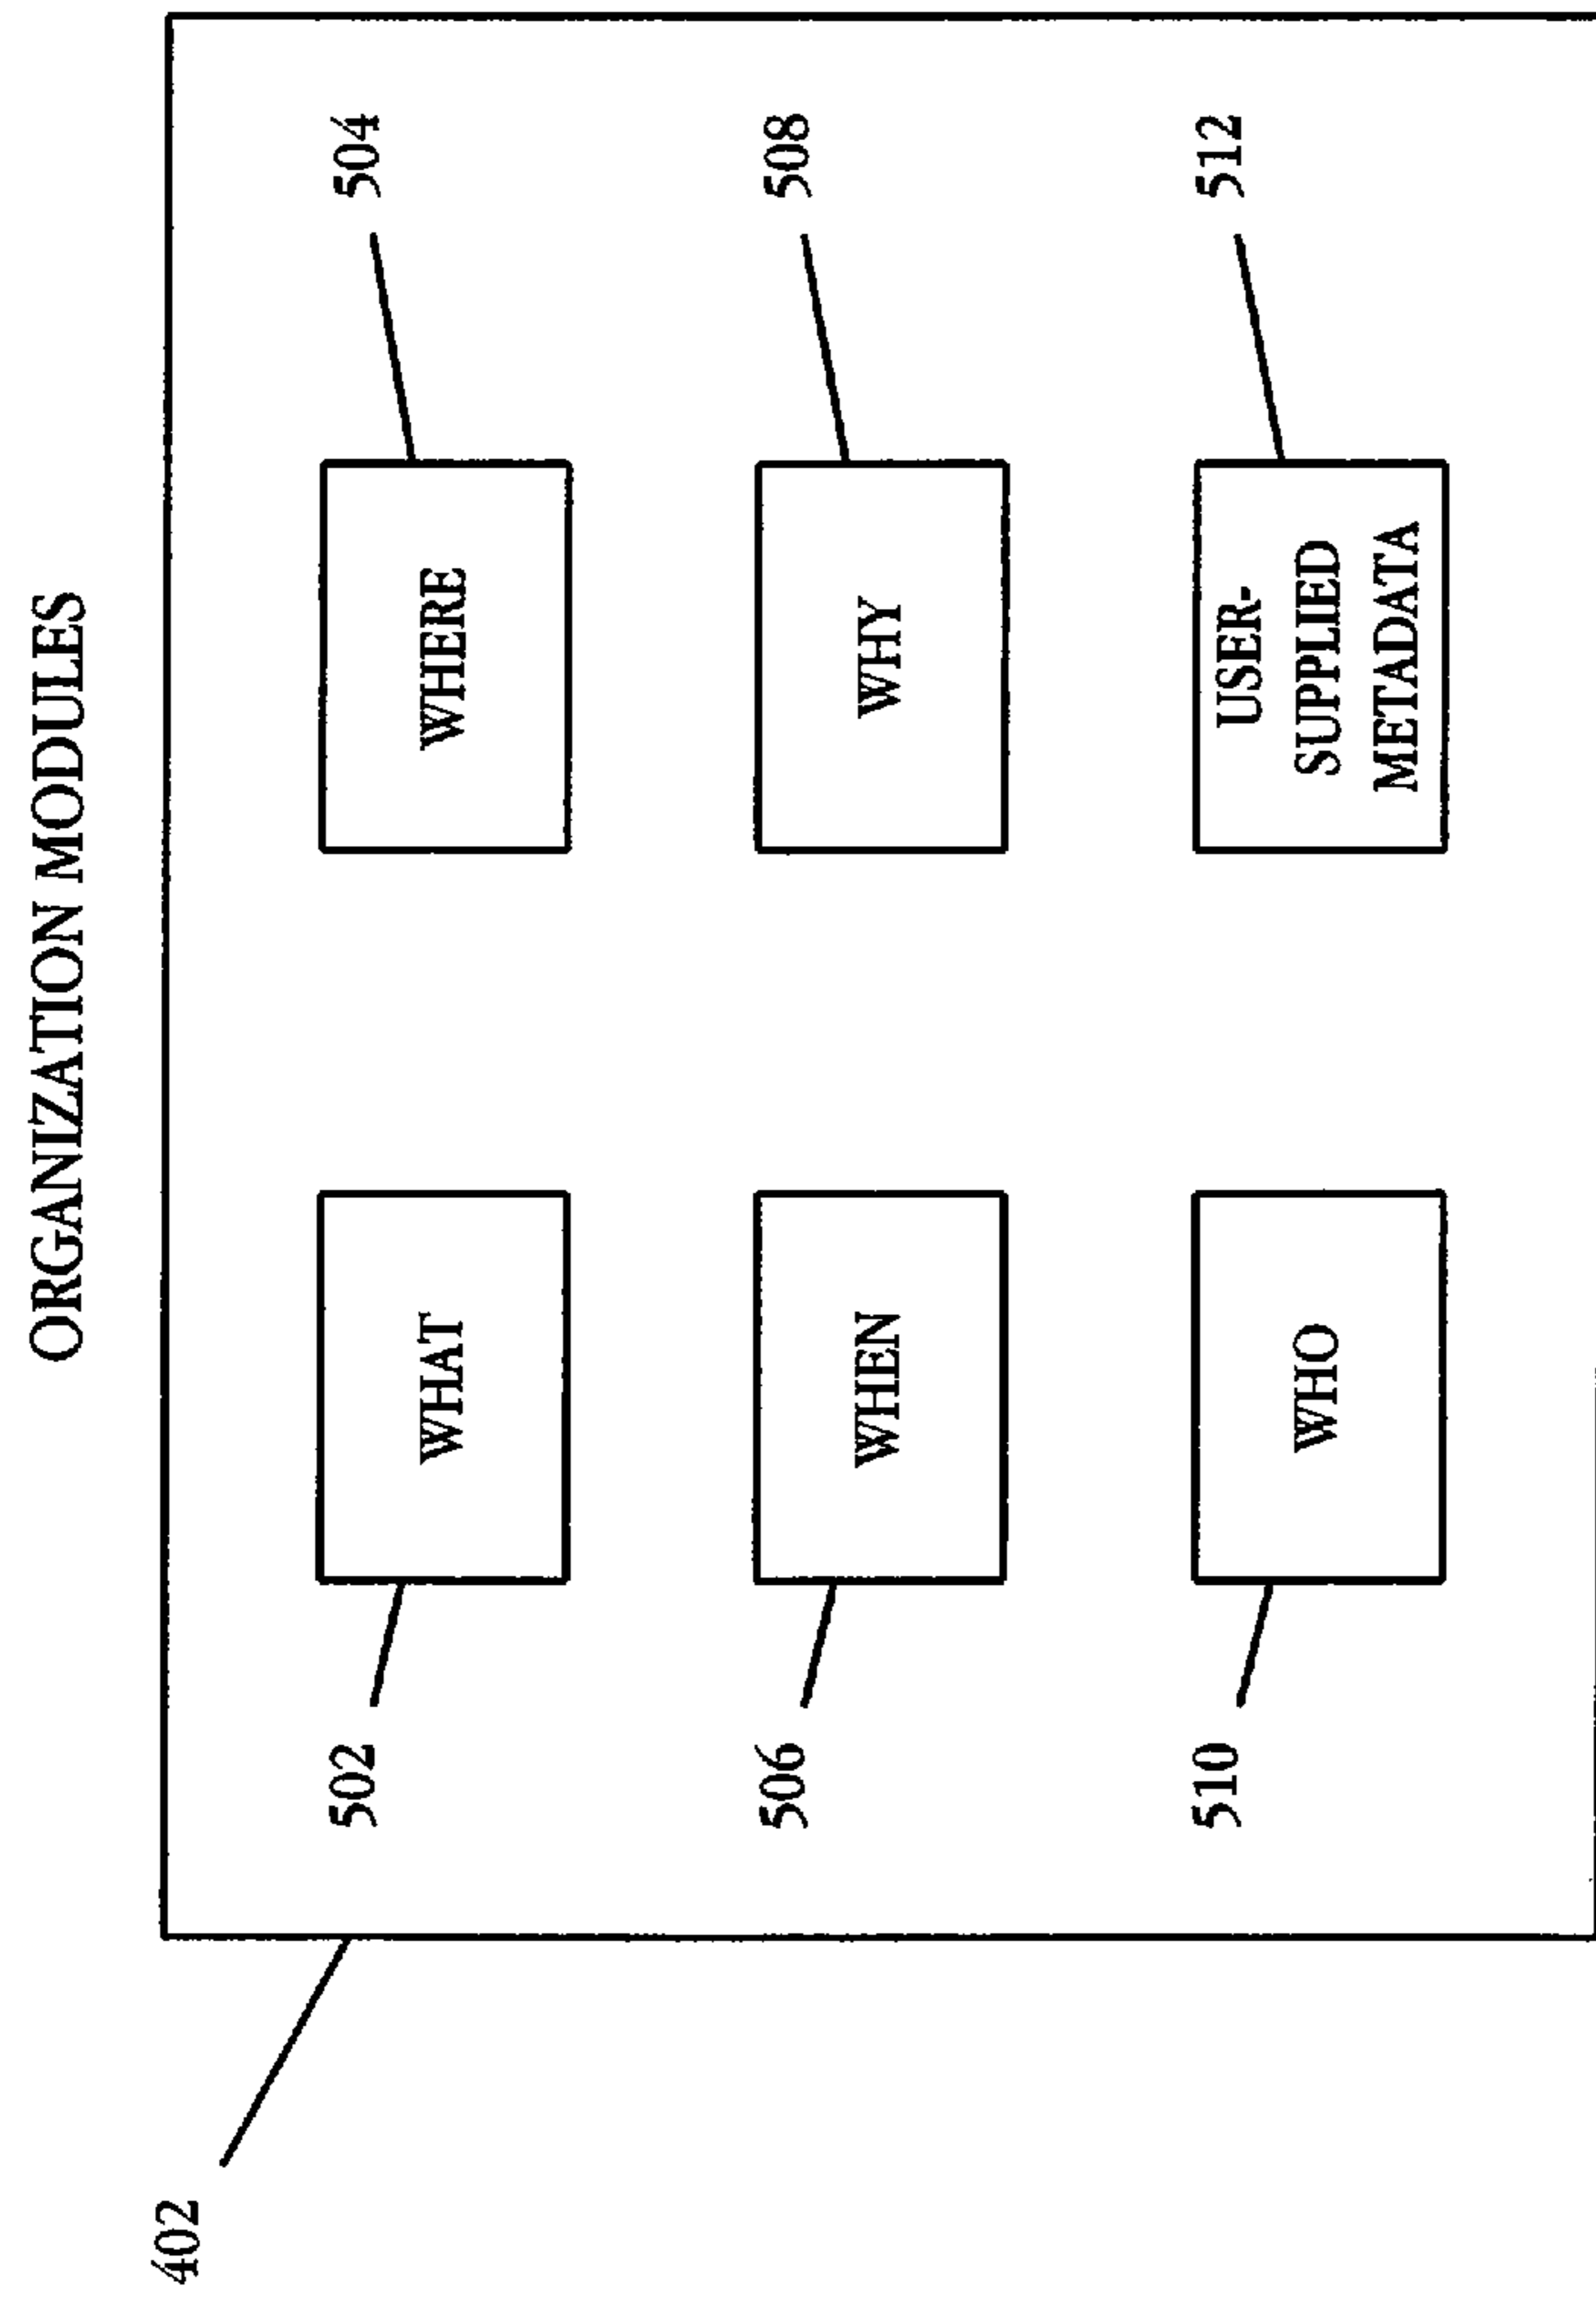 ORGANIZATION MODULES
402
502
WHAT
WHERE
504
506
WHEN
WHY
508
510
WHO
USER-
SUPPLIED
METADATA
512